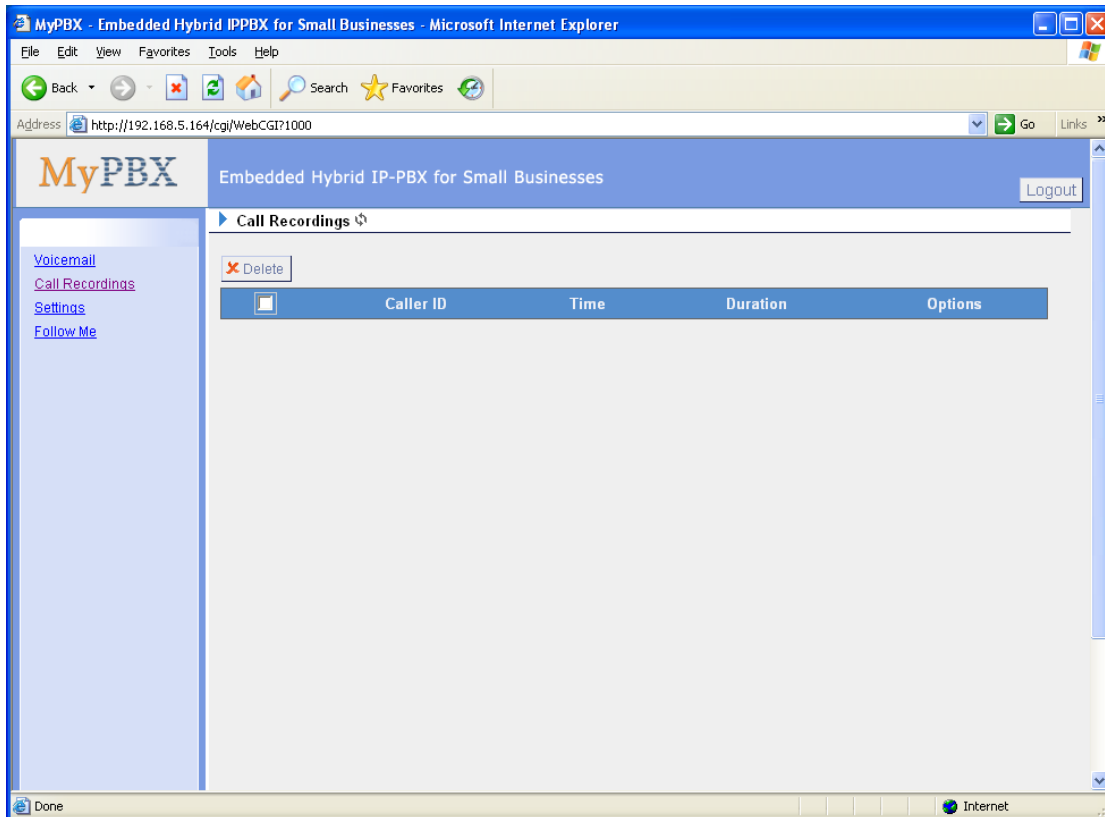 MyPBX - Embedded Hybrid IPPBX for Small Businesses - Microsoft Internet Explorer
File Edit View Favorites Tools Help
Back Search Favorites
Address http://192.168.5.164/cgi/WebCGI?1000 Go Links »
MyPBX Embedded Hybrid IP-PBX for Small Businesses
Logout
Call Recordings
Voicemail
Call Recordings
Settings
Follow Me
Delete
Caller ID Time Duration Options
Done Internet